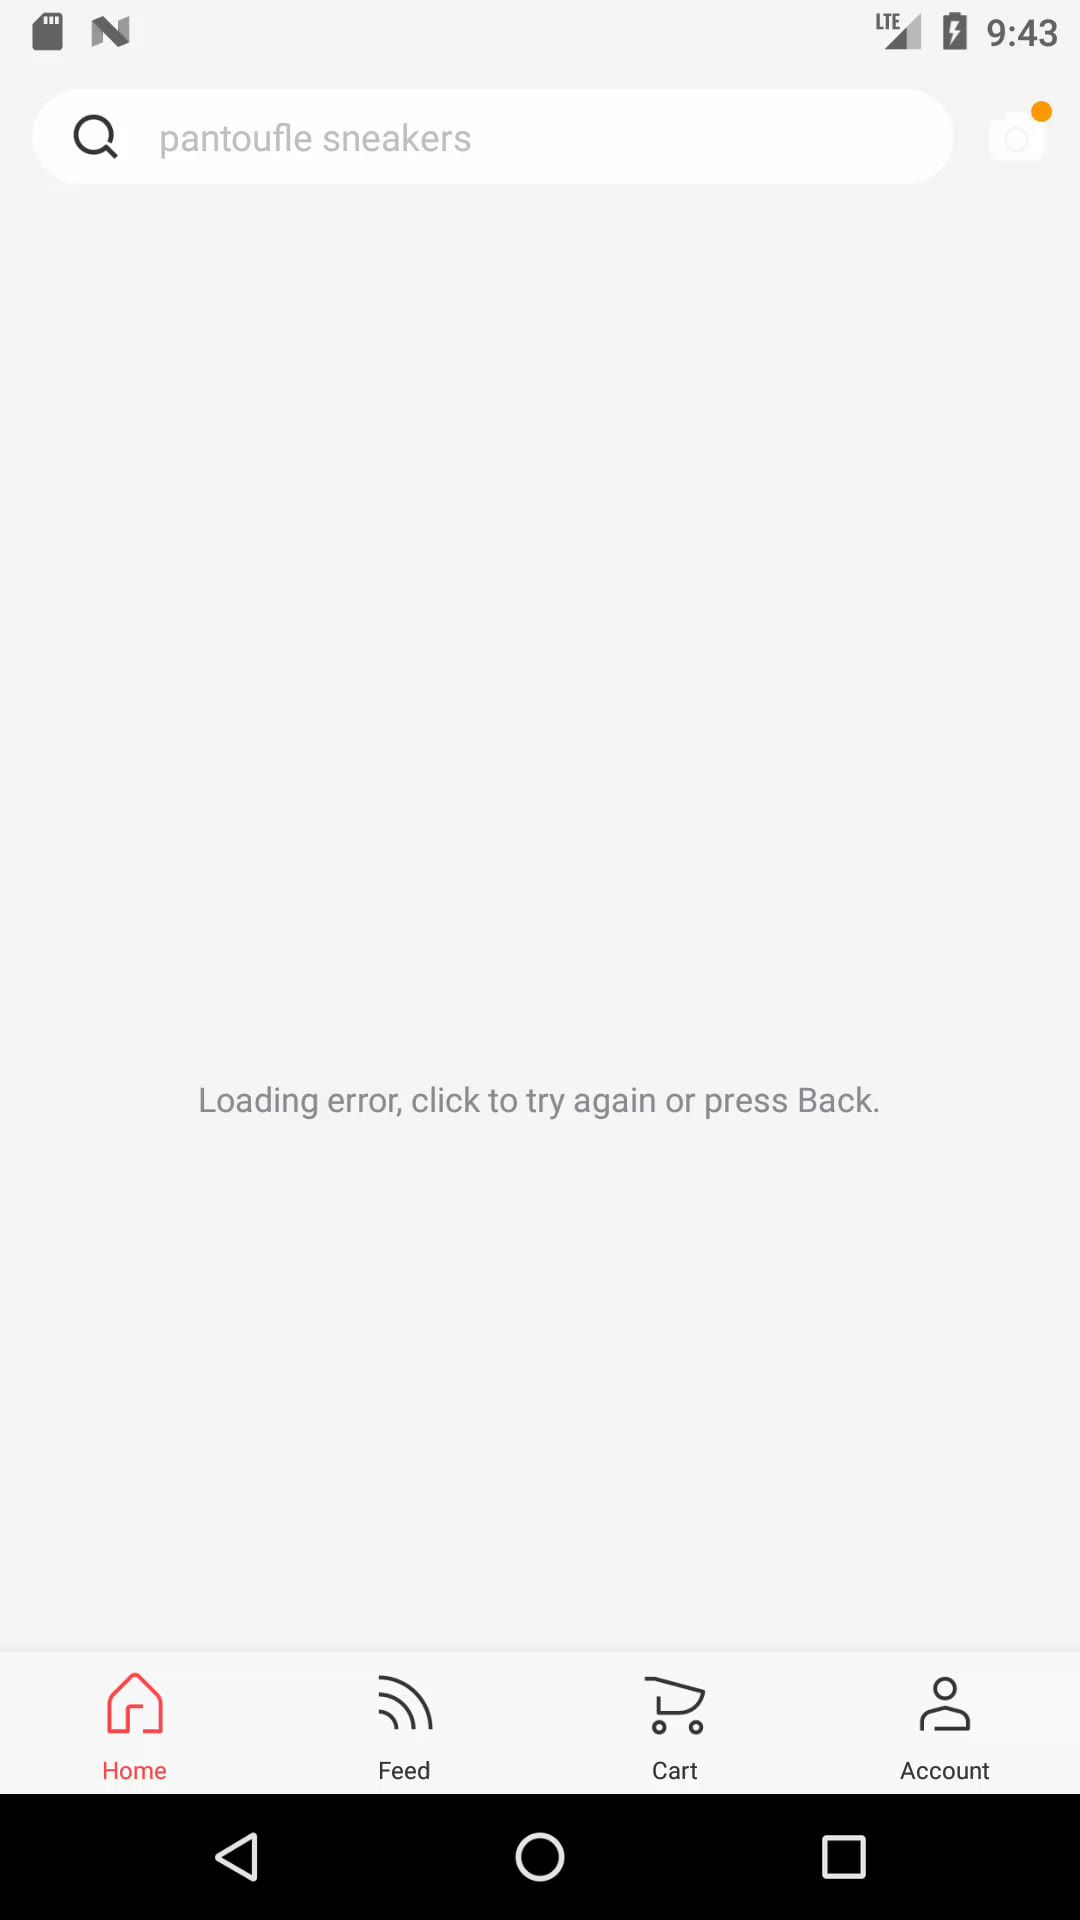 LTE 9:43
pantoufle sneakers
Loading error, click to try again or press Back.
Home Feed Cart Account